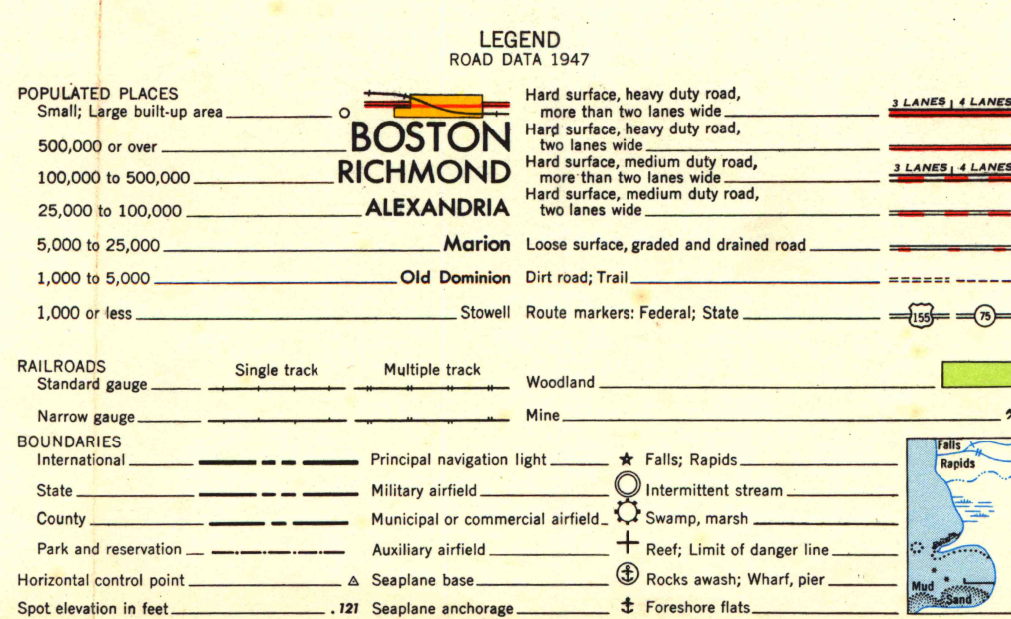 LEGEND
ROAD DATA 1947
POPULATED PLACES
Small; Large built-up area
500,000 or over BOSTON
100,000 to 500,000 RICHMOND
25,000 to 100,000 ALEXANDRIA
5,000 to 25,000 Marion
1,000 to 5,000 Old Dominion
1,000 or less Stowell
Hard surface, heavy duty road,
more than two lanes wide 3 LANES 4 LANES
Hard surface, heavy duty road,
two lanes wide
Hard surface, medium duty road,
more than two lanes wide 3 LANES 4 LANES
Hard surface, medium duty road,
two lanes wide
Loose surface, graded and drained road
Dirt road; Trail
Route markers: Federal; State 155 75
RAILROADS Single track Multiple track
Standard gauge
Narrow gauge
Woodland
Mine
BOUNDARIES
International
State
County
Park and reservation
Horizontal control point
Spot elevation in feet .121
Principal navigation light
Military airfield
Municipal or commercial airfield
Auxiliary airfield
Seaplane base
Seaplane anchorage
Falls; Rapids
Intermittent stream
Swamp, marsh
Reef; Limit of danger line
Rocks awash; Wharf, pier
Foreshore flats
Falls
Rapids
Mud
Sand